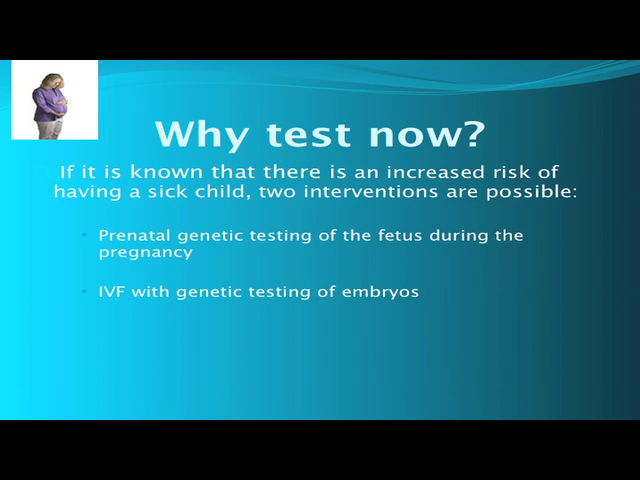 Why test now?
If it is known that there is an increased risk of
having a sick child, two interventions are possible:
Prenatal genetic testing of the fetus during the
pregnancy
IVF with genetic testing of embryos